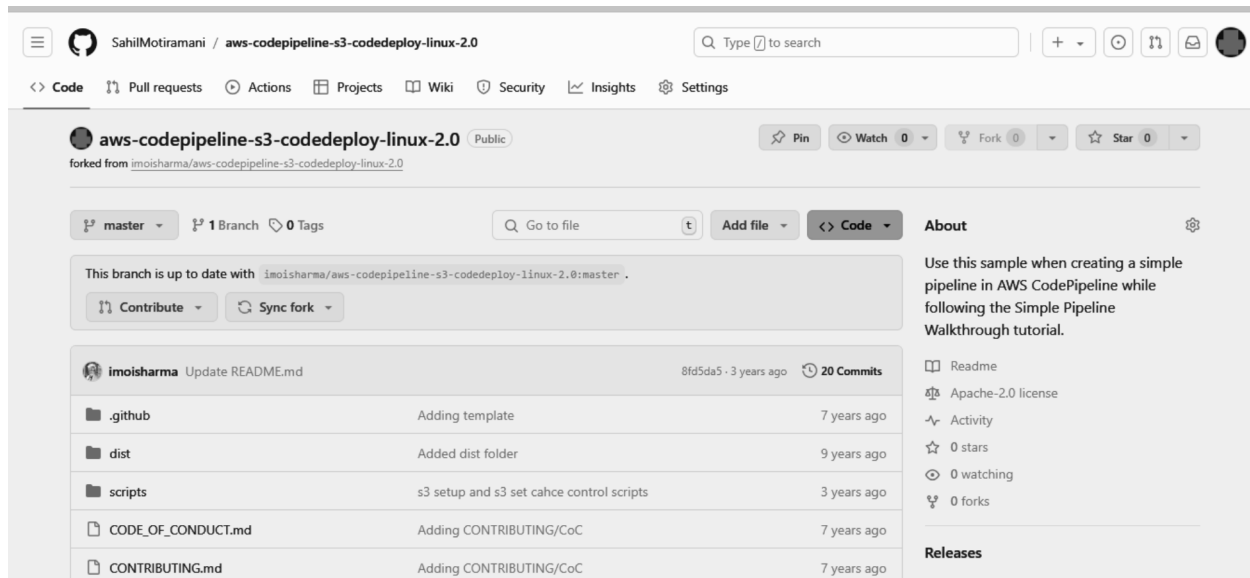 SahilMotiramani / aws-codepipeline-s3-codedeploy-linux-2.0
Type / to search
Code Pull requests Actions Projects Wiki Security Insights Settings
aws-codepipeline-s3-codedeploy-linux-2.0 Public
Pin Watch 0 Fork 0 Star 0
forked from imoisharma/aws-codepipeline-s3-codedeploy-linux-2.0
master 1 Branch 0 Tags Go to file t Add file Code
This branch is up to date with imoisharma/aws-codepipeline-s3-codedeploy-linux-2.0:master .
Contribute Sync fork
imoisharma Update README.md 8fd5da5 · 3 years ago 20 Commits
.github Adding template 7 years ago
dist Added dist folder 9 years ago
scripts s3 setup and s3 set cahce control scripts 3 years ago
CODE_OF_CONDUCT.md Adding CONTRIBUTING/CoC 7 years ago
CONTRIBUTING.md Adding CONTRIBUTING/CoC 7 years ago
About
Use this sample when creating a simple
pipeline in AWS CodePipeline while
following the Simple Pipeline
Walkthrough tutorial.
Readme
Apache-2.0 license
Activity
0 stars
0 watching
0 forks
Releases